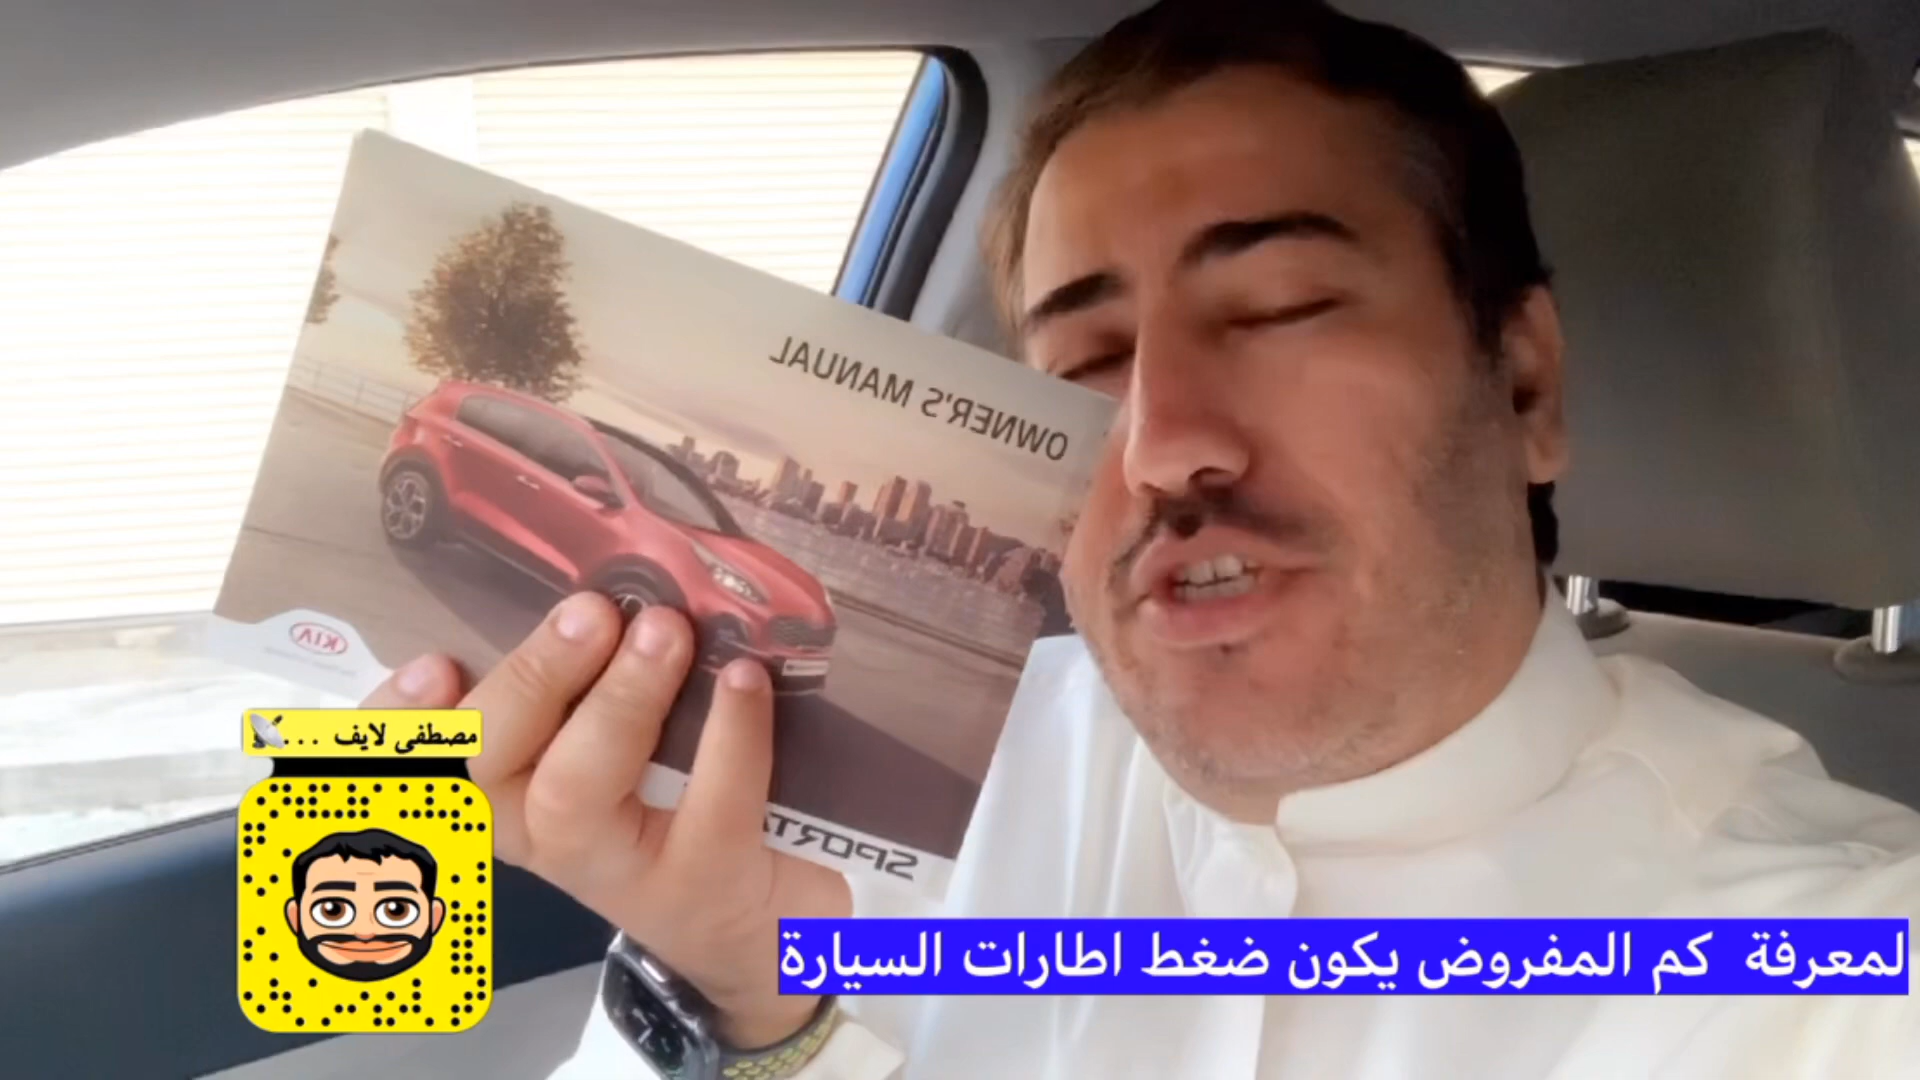 OWNER'S MANUAL
KIA
SPORTA
مصطفى لايف ...
لمعرفة كم المفروض يكون ضغط اطارات السيارة